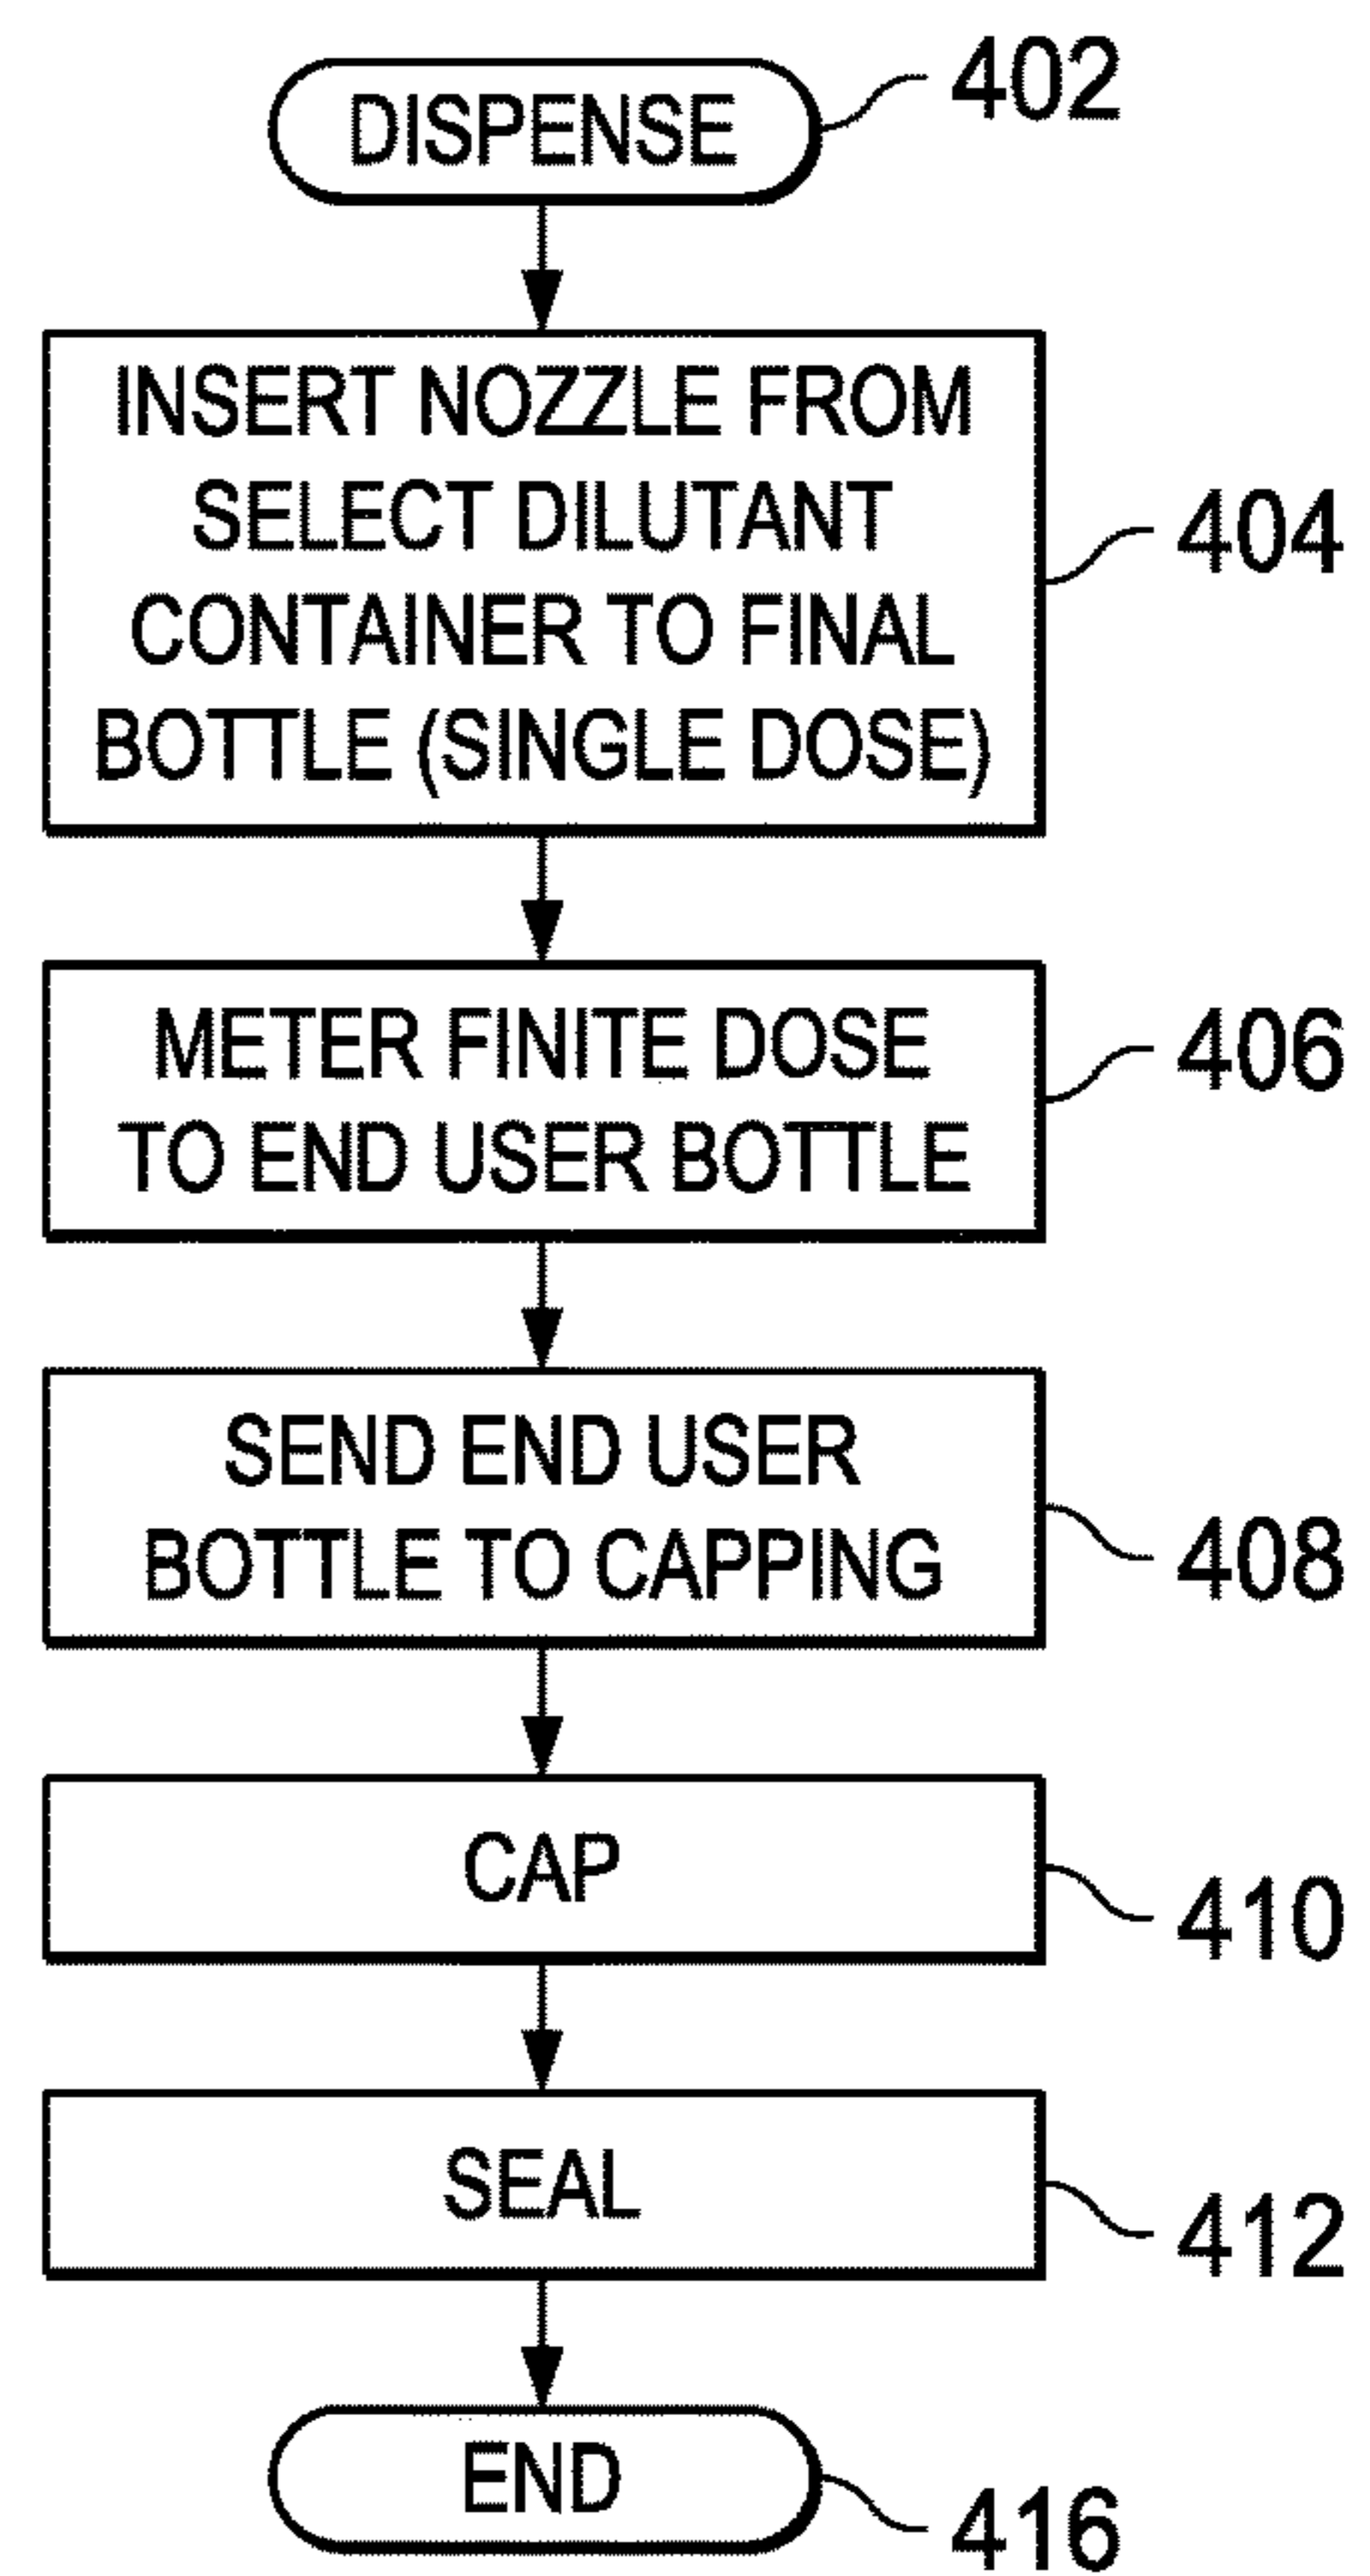 DISPENSE
402
INSERT NOZZLE FROM
SELECT DILUTANT
CONTAINER TO FINAL
BOTTLE (SINGLE DOSE)
404
METER FINITE DOSE
TO END USER BOTTLE
406
SEND END USER
BOTTLE TO CAPPING
408
CAP
410
SEAL
412
END
416